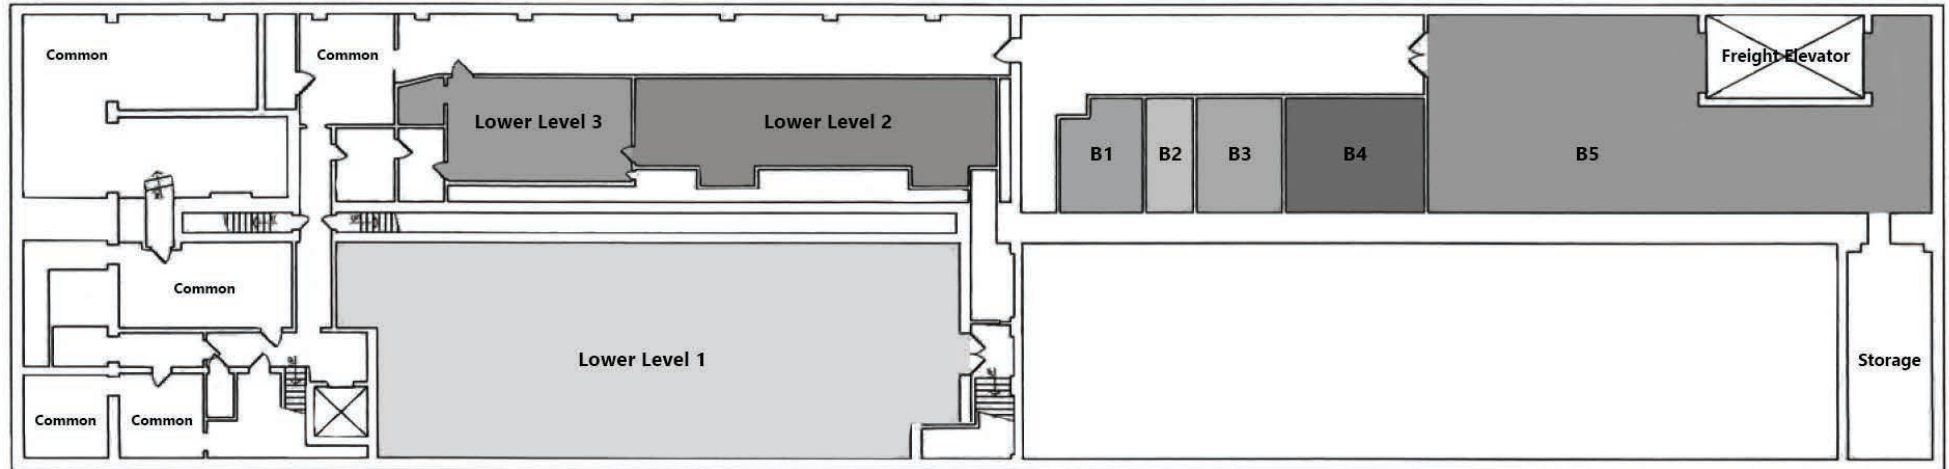 Common
Common
Freight Elevator
Lower Level 3
Lower Level 2
B1
B2
B3
B4
B5
Common
Lower Level 1
Storage
Common
Common